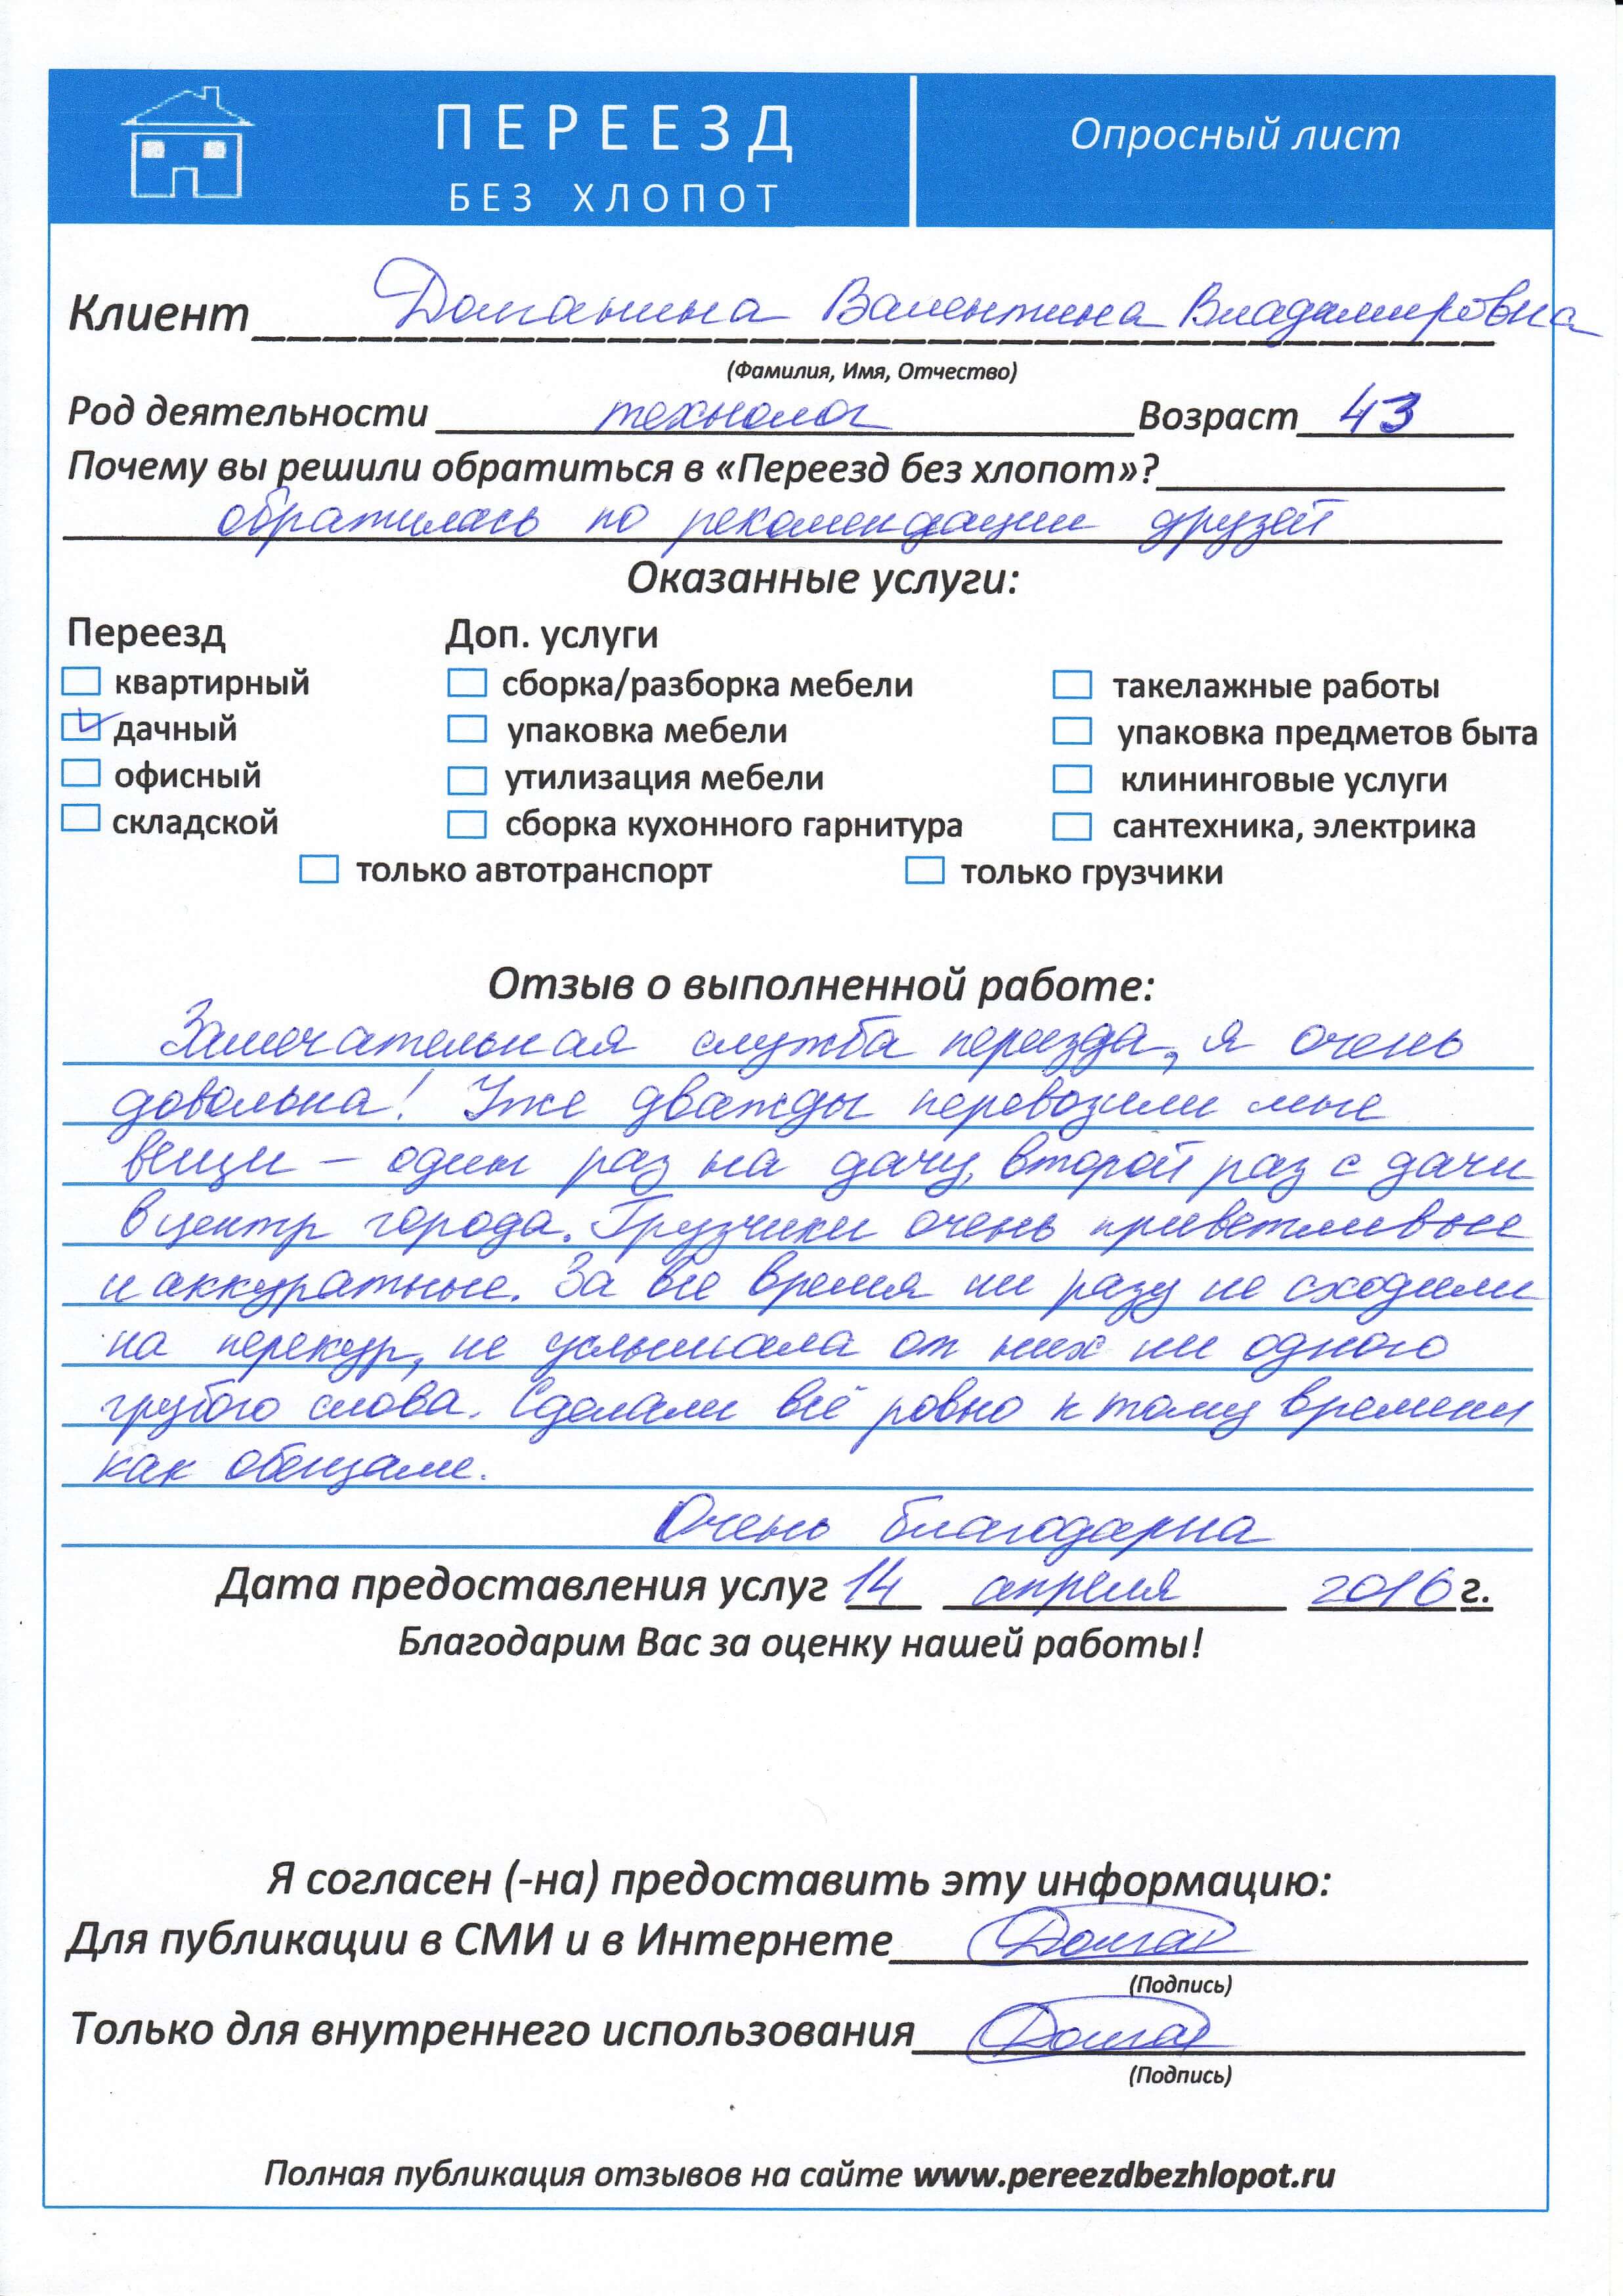 ПЕРЕЕЗД
БЕЗ ХЛОПОТ
Опросный лист
Клиент Доманина Валентина Владимировна
(Фамилия, Имя, Отчество)
Род деятельности технолог Возраст 43
Почему вы решили обратиться в «Переезд без хлопот»?
обратилась по рекомендации друзей
Оказанные услуги:
Переезд Доп. услуги
квартирный сборка/разборка мебели такелажные работы
дачный упаковка мебели упаковка предметов быта
офисный утилизация мебели клининговые услуги
складской сборка кухонного гарнитура сантехника, электрика
только автотранспорт только грузчики
Отзыв о выполненной работе:
Замечательная служба переезда, я очень
довольна! Уже дважды перевозили мне
вещи – один раз на дачу, второй раз с дачи
в центр города. Грузчики очень приветливые
и аккуратные. За все время ни разу не сходили
на перекур, не услышала от них ни одного
грубого слова. Сделали всё ровно к тому времени
как обещали.
Очень благодарна
Дата предоставления услуг 14 апреля 2016 г.
Благодарим Вас за оценку нашей работы!
Я согласен (-на) предоставить эту информацию:
Для публикации в СМИ и в Интернете
(Подпись)
Только для внутреннего использования
(Подпись)
Полная публикация отзывов на сайте www.pereezdbezhlopot.ru